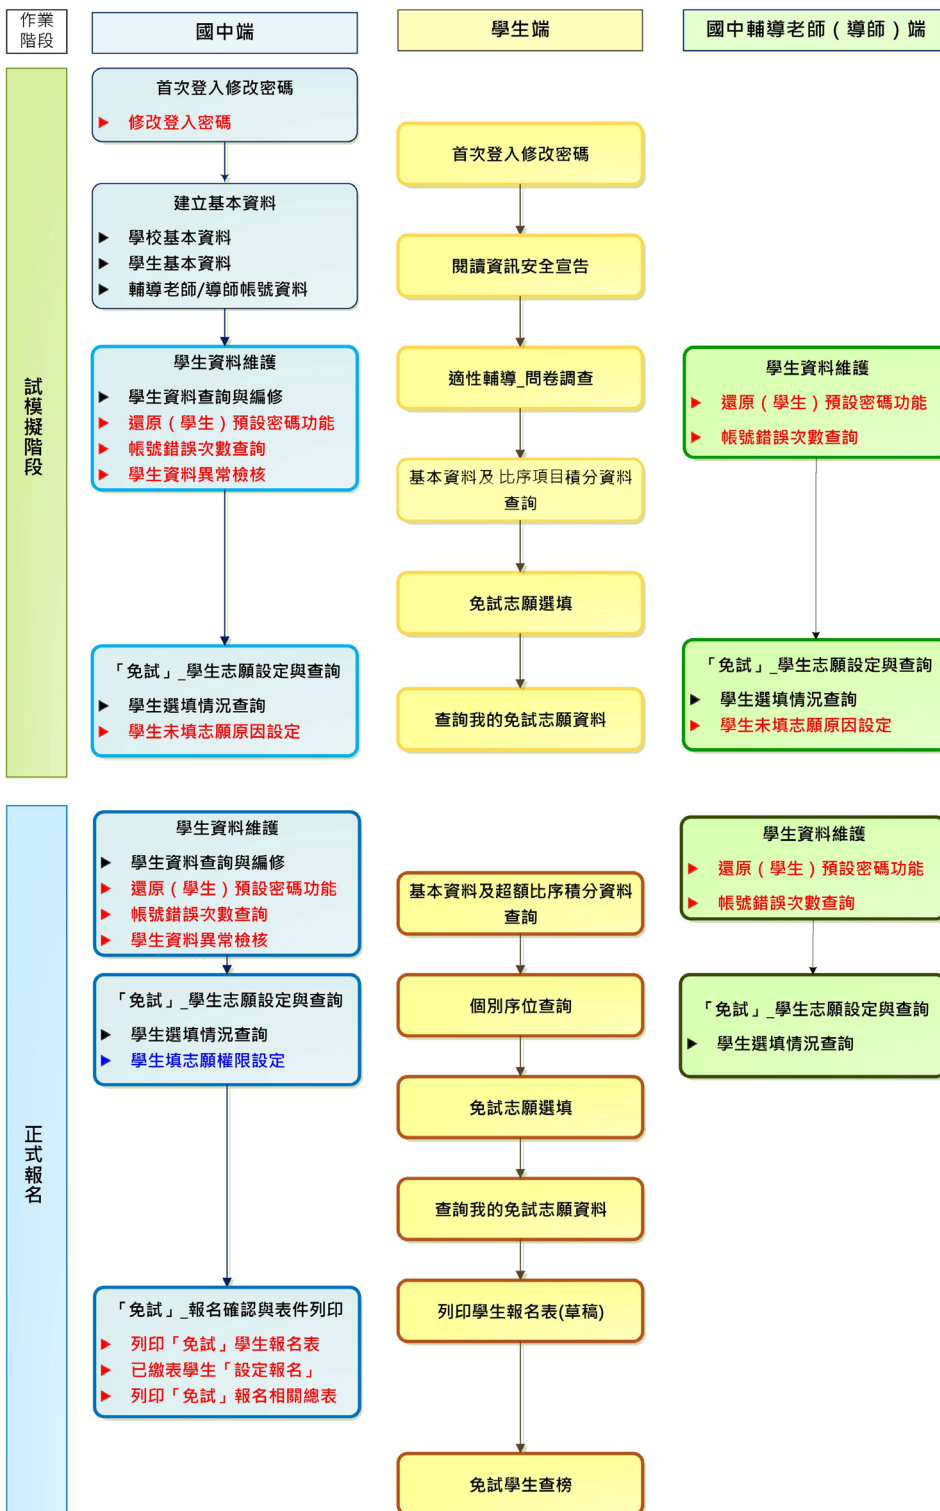 作業
階段
國中端
學生端
國中輔導老師（導師）端
試模擬階段
首次登入修改密碼
修改登入密碼
建立基本資料
學校基本資料
學生基本資料
輔導老師/導師帳號資料
學生資料維護
學生資料查詢與編修
還原（學生）預設密碼功能
帳號錯誤次數查詢
學生資料異常檢核
「免試」_學生志願設定與查詢
學生選填情況查詢
學生未填志願原因設定
首次登入修改密碼
閱讀資訊安全宣告
適性輔導_問卷調查
基本資料及比序項目積分資料
查詢
免試志願選填
查詢我的免試志願資料
學生資料維護
還原（學生）預設密碼功能
帳號錯誤次數查詢
「免試」_學生志願設定與查詢
學生選填情況查詢
學生未填志願原因設定
正式報名
學生資料維護
學生資料查詢與編修
還原（學生）預設密碼功能
帳號錯誤次數查詢
學生資料異常檢核
「免試」_學生志願設定與查詢
學生選填情況查詢
學生填志願權限設定
「免試」_報名確認與表件列印
列印「免試」學生報名表
已繳表學生「設定報名」
列印「免試」報名相關總表
基本資料及超額比序積分資料
查詢
個別序位查詢
免試志願選填
查詢我的免試志願資料
列印學生報名表(草稿)
免試學生查榜
學生資料維護
還原（學生）預設密碼功能
帳號錯誤次數查詢
「免試」_學生志願設定與查詢
學生選填情況查詢